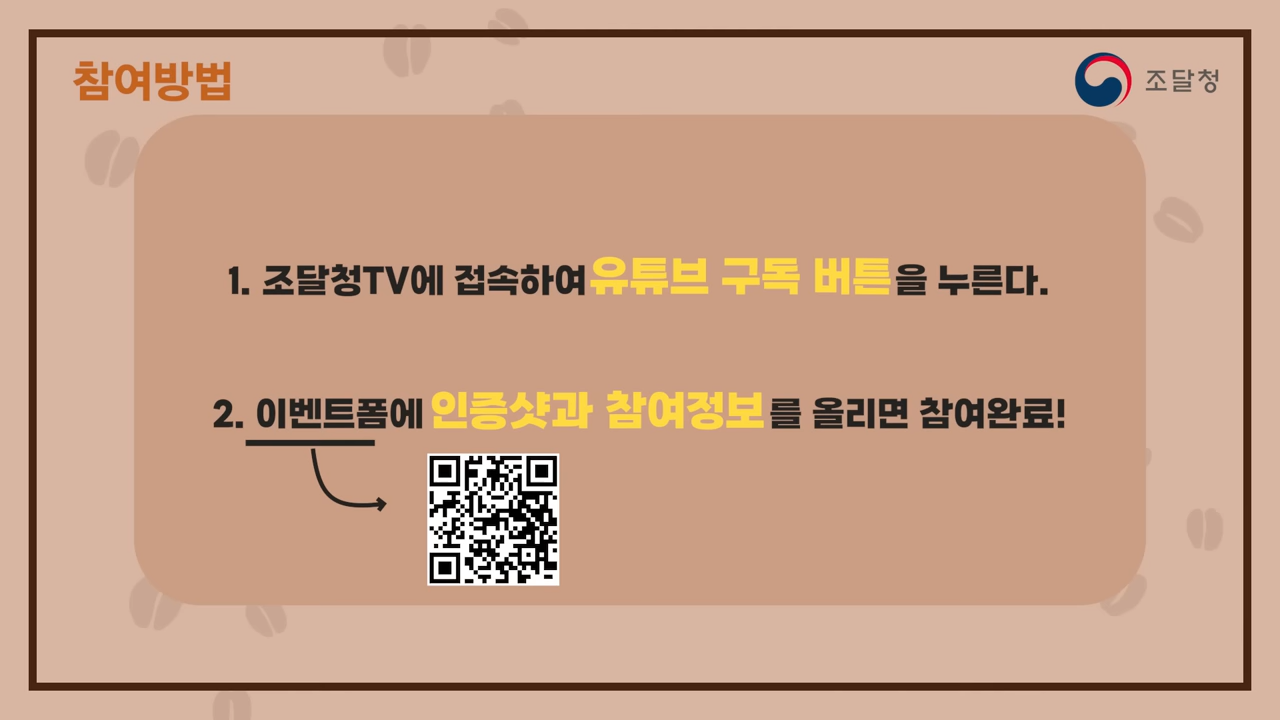 참여방법
조달청
1. 조달청TV에 접속하여 유튜브 구독 버튼을 누른다.
2. 이벤트폼에 인증샷과 참여정보를 올리면 참여완료!